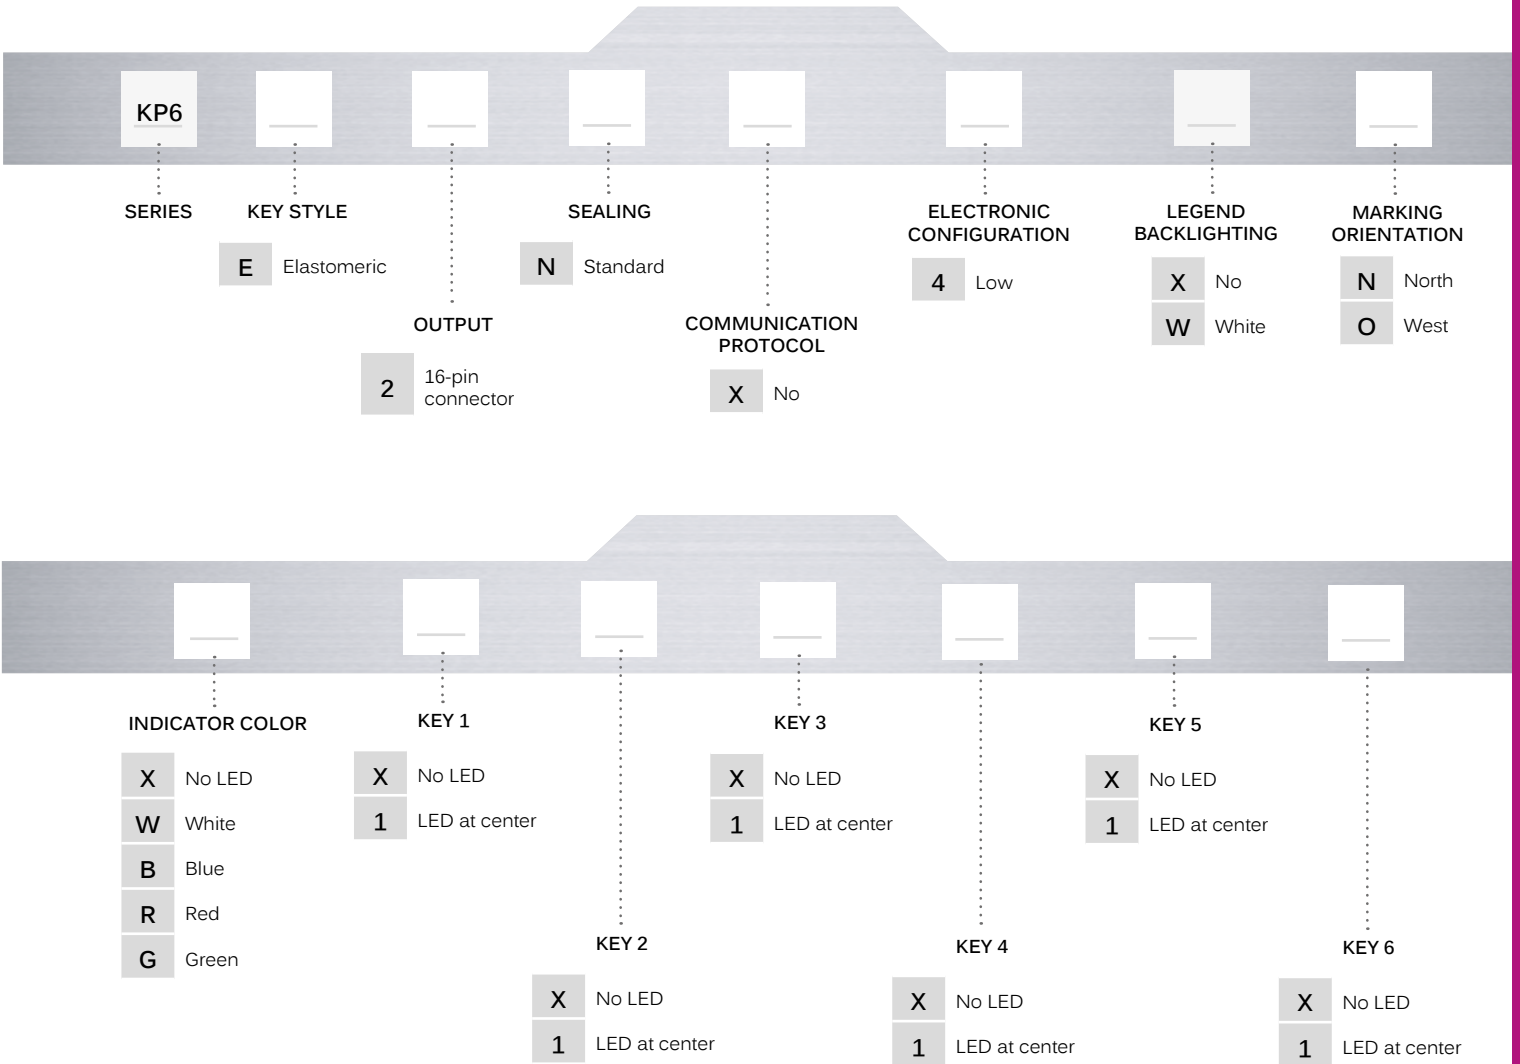 KP6
SERIES
KEY STYLE
E Elastomeric
OUTPUT
2 16-pin
connector
SEALING
N Standard
COMMUNICATION
PROTOCOL
X No
ELECTRONIC
CONFIGURATION
4 Low
LEGEND
BACKLIGHTING
X No
W White
MARKING
ORIENTATION
N North
O West
INDICATOR COLOR
X No LED
W White
B Blue
R Red
G Green
KEY 1
X No LED
1 LED at center
KEY 2
X No LED
1 LED at center
KEY 3
X No LED
1 LED at center
KEY 4
X No LED
1 LED at center
KEY 5
X No LED
1 LED at center
KEY 6
X No LED
1 LED at center